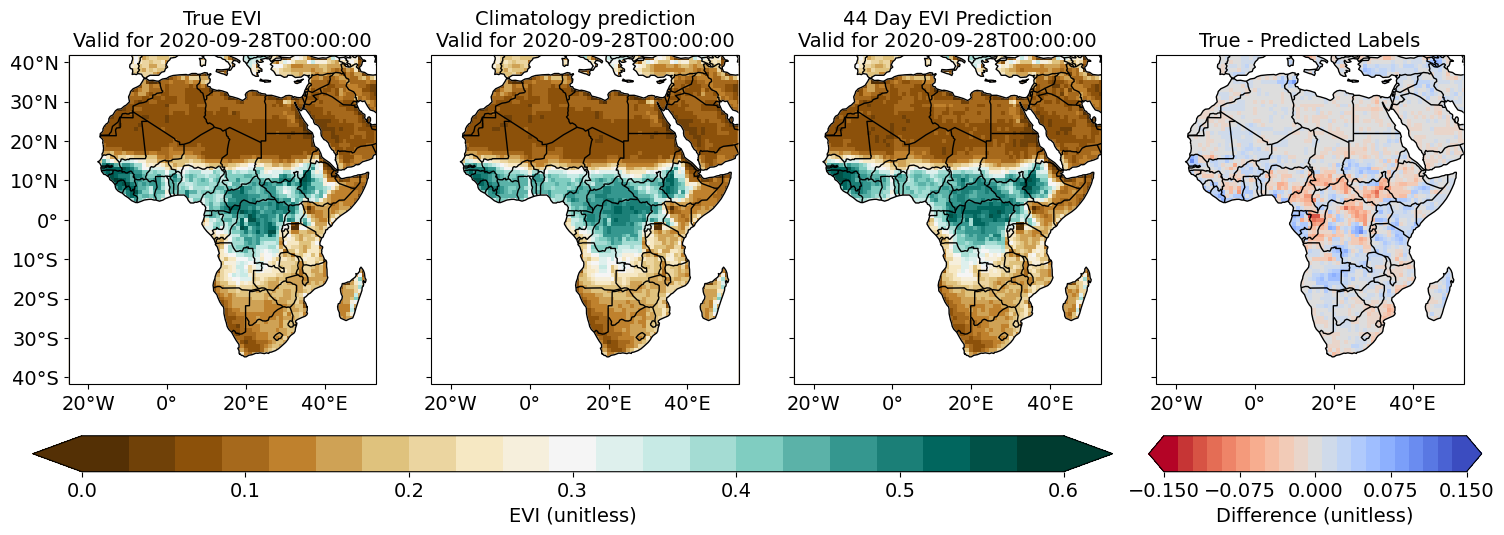 True EVI
Valid for 2020-09-28T00:00:00
Climatology prediction
Valid for 2020-09-28T00:00:00
44 Day EVI Prediction
Valid for 2020-09-28T00:00:00
True - Predicted Labels
40°N
30°N
20°N
10°N
0°
10°S
20°S
30°S
40°S
20°W 0° 20°E 40°E
20°W 0° 20°E 40°E
20°W 0° 20°E 40°E
20°W 0° 20°E 40°E
0.0 0.1 0.2 0.3 0.4 0.5 0.6
EVI (unitless)
−0.150 −0.075 0.000 0.075 0.150
Difference (unitless)